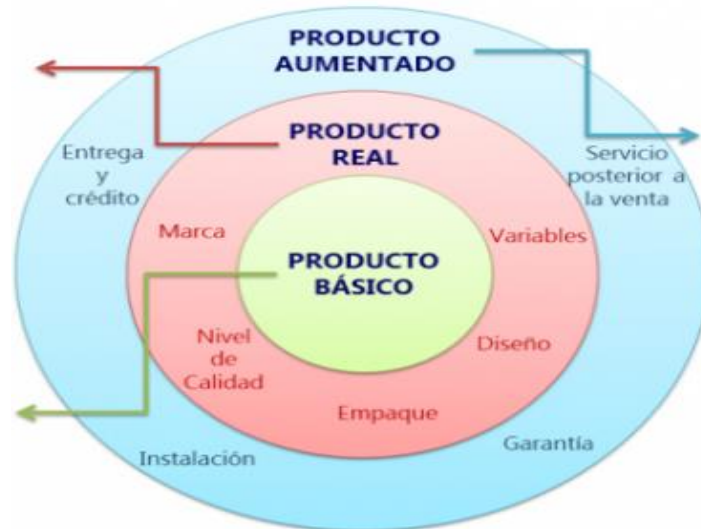 PRODUCTO
AUMENTADO
PRODUCTO
REAL
Entrega
y
crédito
Servicio
posterior a
la venta
Marca
Variables
PRODUCTO
BÁSICO
Nivel
de
Calidad
Diseño
Empaque
Instalación
Garantía